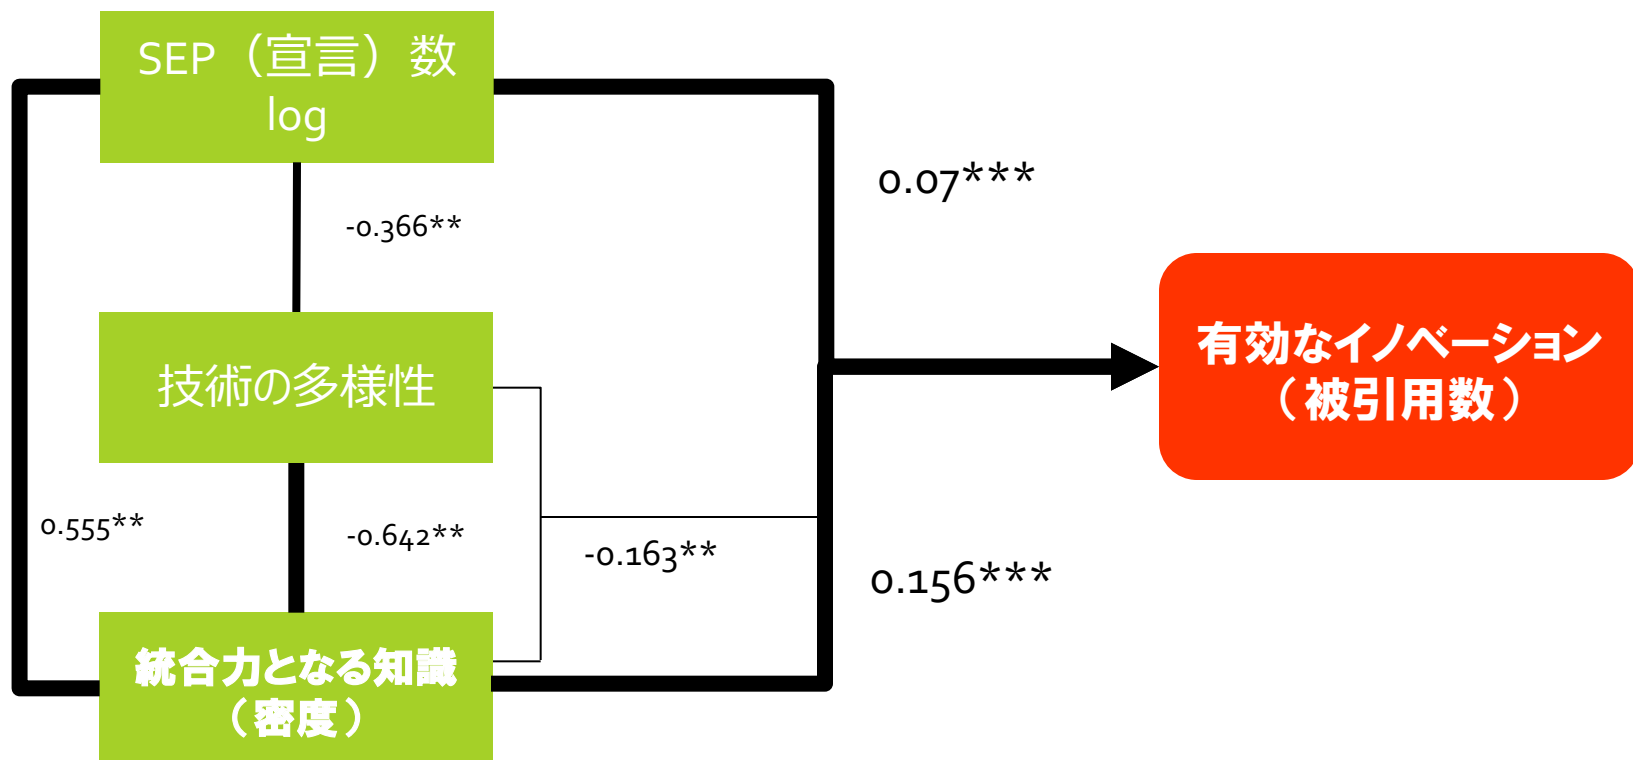 SEP（宣言）数
log
0.07***
-0.366**
有効なイノベーション
（被引用数）
技術の多様性
0.555**
-0.642**
-0.163**
0.156***
統合力となる知識
（密度）